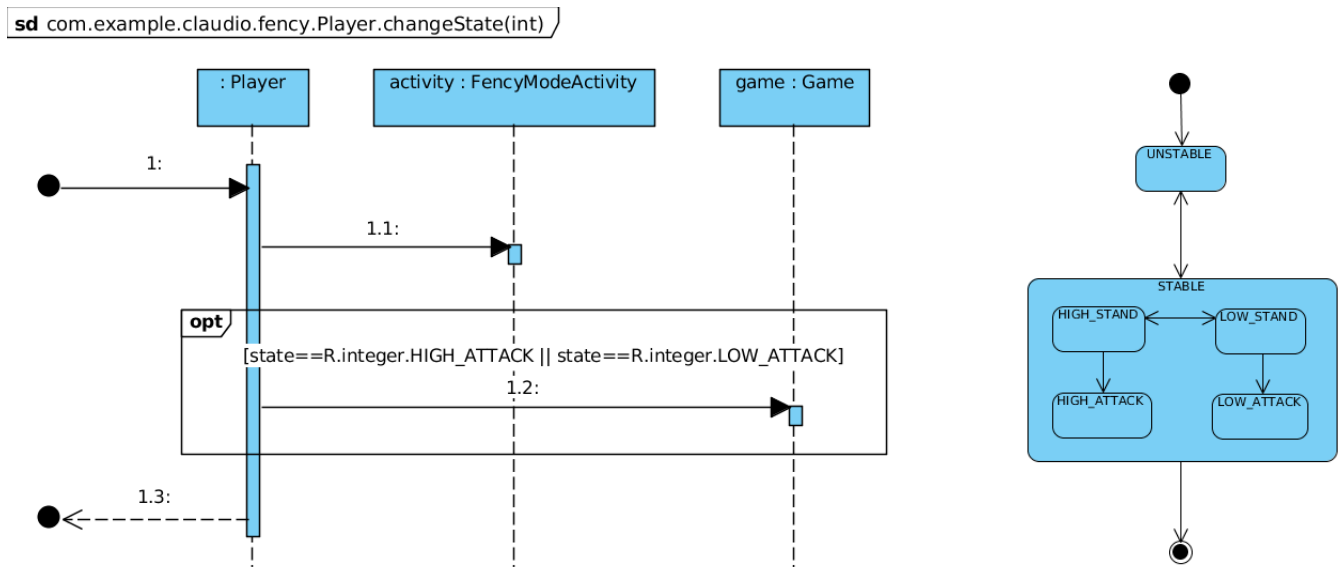 sd com.example.claudio.fency.Player.changeState(int)
: Player
activity : FencyModeActivity
game : Game
1:
1.1:
opt
[state==R.integer.HIGH_ATTACK || state==R.integer.LOW_ATTACK]
1.2:
1.3:
UNSTABLE
STABLE
HIGH_STAND
LOW_STAND
HIGH_ATTACK
LOW_ATTACK